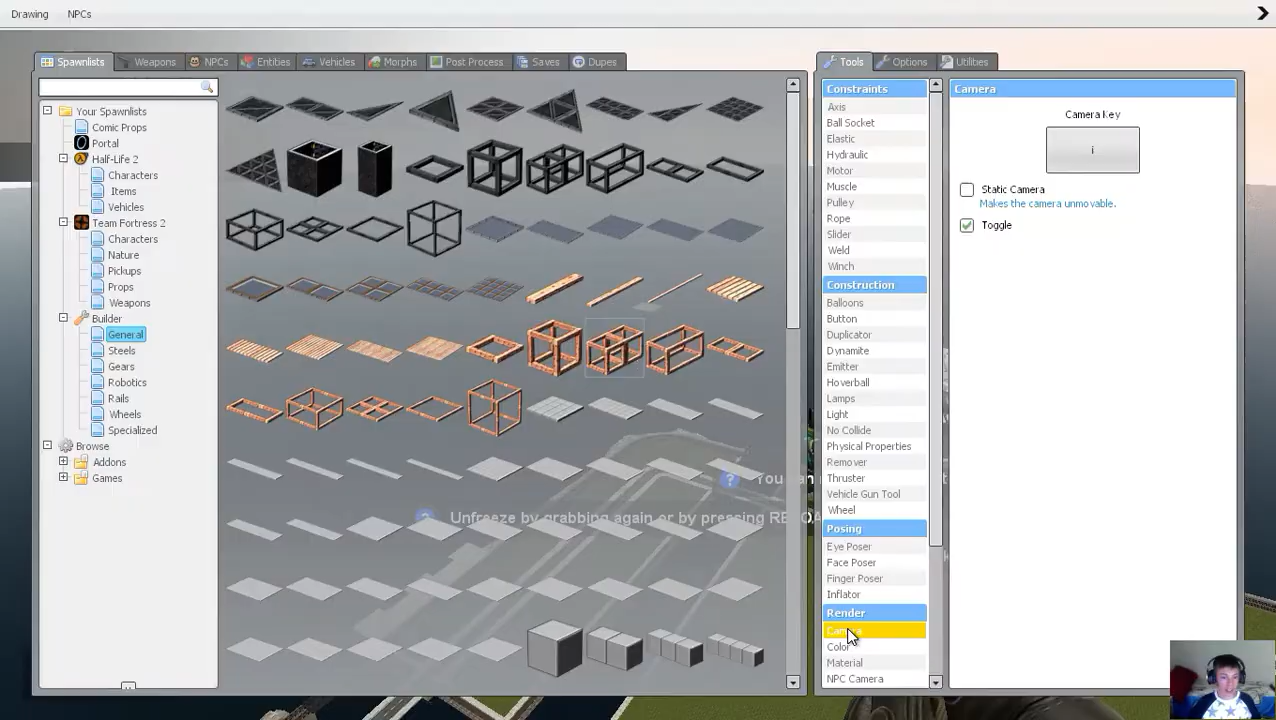 Drawing NPCs
Spawnlists Weapons NPCs Entities Vehicles Morphs Post Process Saves Dupes
Your Spawnlists
Comic Props
Portal
Half-Life 2
Characters
Items
Vehicles
Team Fortress 2
Characters
Nature
Pickups
Props
Weapons
Builder
General
Steels
Gears
Robotics
Rails
Wheels
Specialized
Browse
Addons
Games
You can
Unfreeze by grabbing again or by pressing RELOA
Tools Options Utilities
Constraints
Axis
Ball Socket
Elastic
Hydraulic
Motor
Muscle
Pulley
Rope
Slider
Weld
Winch
Construction
Balloons
Button
Duplicator
Dynamite
Emitter
Hoverball
Lamps
Light
No Collide
Physical Properties
Remover
Thruster
Vehicle Gun Tool
Wheel
Posing
Eye Poser
Face Poser
Finger Poser
Inflator
Render
Camera
Color
Material
NPC Camera
Camera
Camera Key
i
Static Camera
Makes the camera unmovable.
Toggle